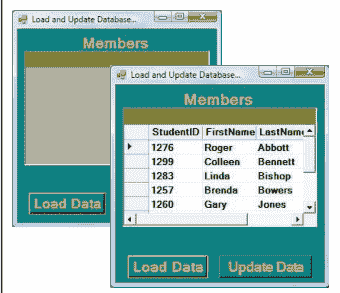 Load and Update Database...
Members
Load Data
Load and Update Database...
Members
StudentID FirstName LastName
1276 Roger Abbott
1299 Colleen Bennett
1283 Linda Bishop
1257 Brenda Bowers
1260 Gary Jones
Load Data Update Data